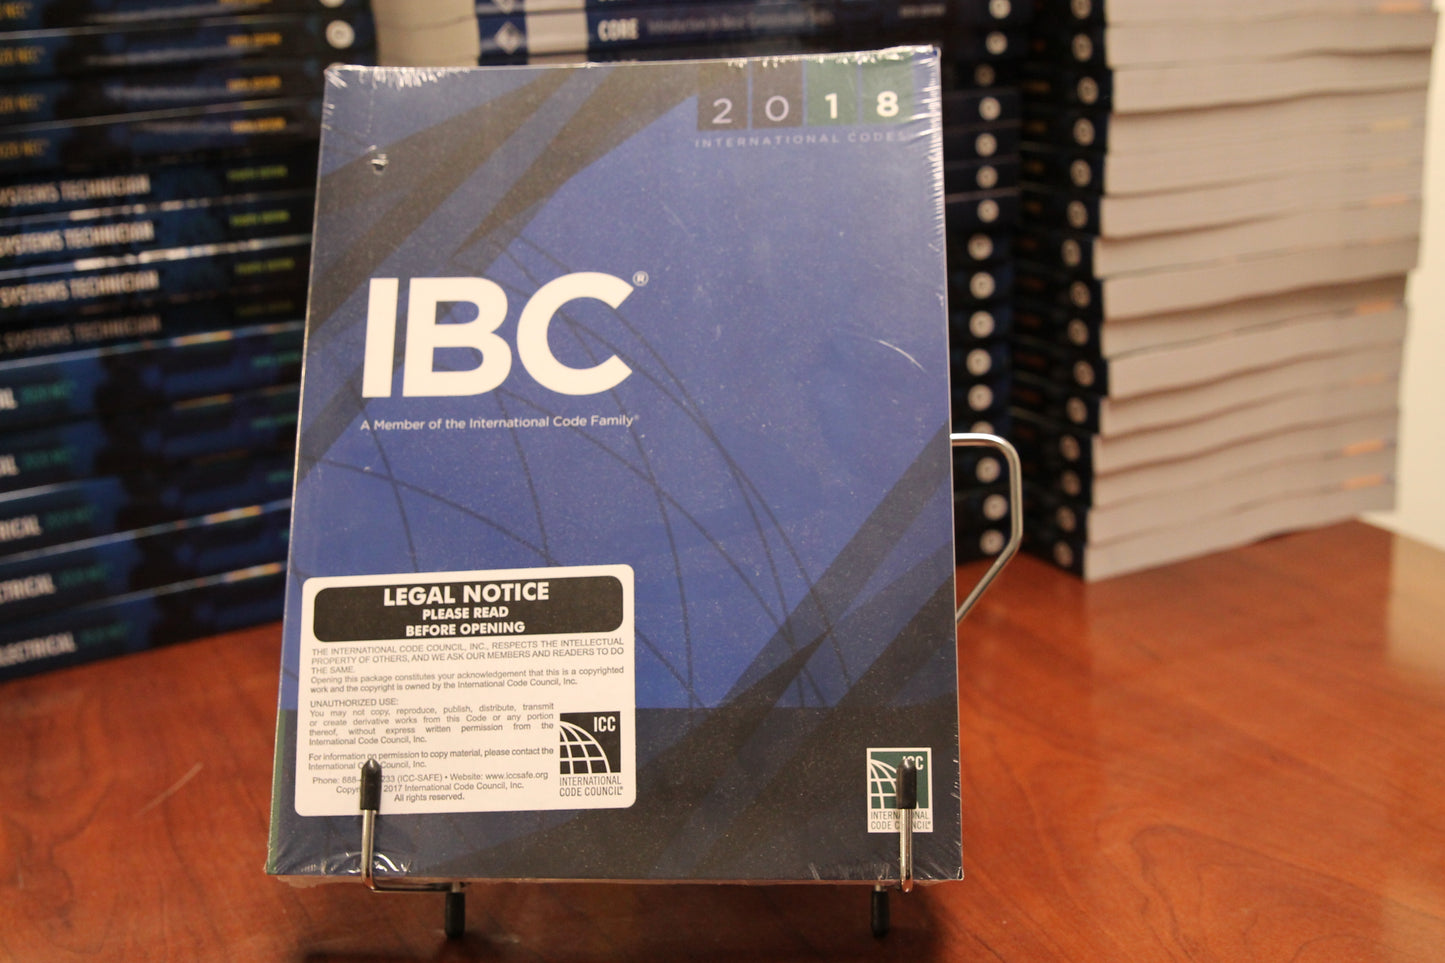 CORE
2018
INTERNATIONAL CODES
IBC®
A Member of the International Code Family®
LEGAL NOTICE
PLEASE READ
BEFORE OPENING
THE INTERNATIONAL CODE COUNCIL, INC., RESPECTS THE INTELLECTUAL
PROPERTY OF OTHERS, AND WE ASK OUR MEMBERS AND READERS TO DO
THE SAME.
Opening this package constitutes your acknowledgement that this is a copyrighted
work and the copyright is owned by the International Code Council, Inc.
UNAUTHORIZED USE:
You may not copy, reproduce, publish, distribute, transmit
or create derivative works from this Code or any portion
thereof, without express written permission from the
International Code Council, Inc.
For information on permission to copy material, please contact the
International Code Council, Inc.
Phone: 888- 233 (ICC-SAFE) • Website: www.iccsafe.org
Copyr 2017 International Code Council, Inc.
All rights reserved.
ICC
INTERNATIONAL
CODE COUNCIL®
ICC
INTERNATIONAL
CODE COUNCIL®
SYSTEMS TECHNICIAN
SYSTEMS TECHNICIAN
SYSTEMS TECHNICIAN
SYSTEMS TECHNICIAN
ELECTRICAL